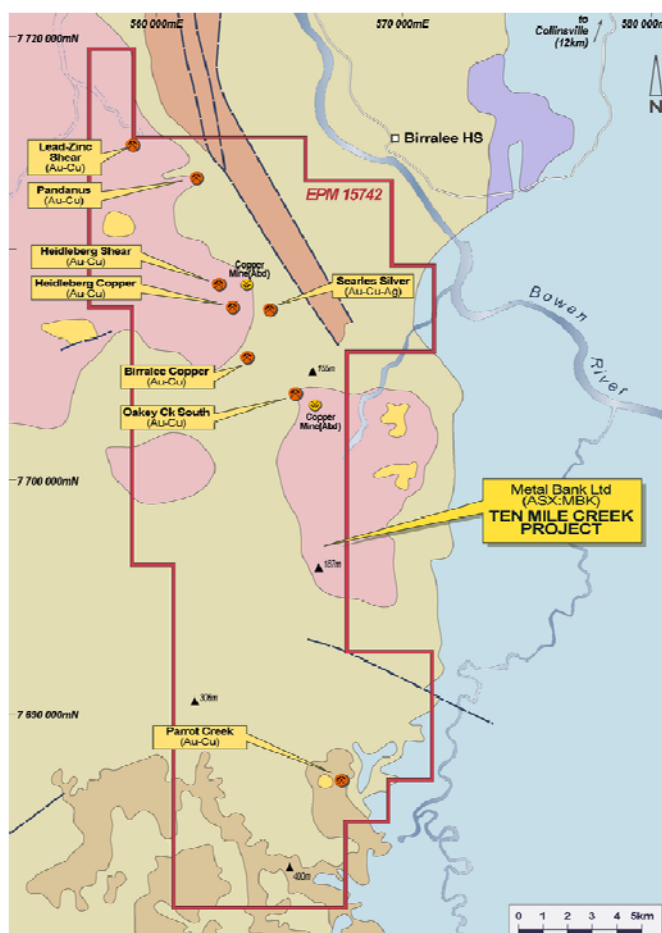 560 000mE
570 000mE
580 000mE
to
Collinsville
(12km)
7 720 000mN
N
Birralee HS
Lead-Zinc
Shear
(Au-Cu)
Pandanus
(Au-Cu)
EPM 15742
Heidleberg Shear
(Au-Cu)
Copper
Mine(Abd)
Heidleberg Copper
(Au-Cu)
Searles Silver
(Au-Cu-Ag)
Bowen
River
Birralee Copper
(Au-Cu)
155m
Oakey Ck South
(Au-Cu)
Copper
Mine(Abd)
7 700 000mN
Metal Bank Ltd
(ASX:MBK)
TEN MILE CREEK
PROJECT
187m
306m
7 690 000mN
Parrot Creek
(Au-Cu)
400m
0 1 2 3 4 5km